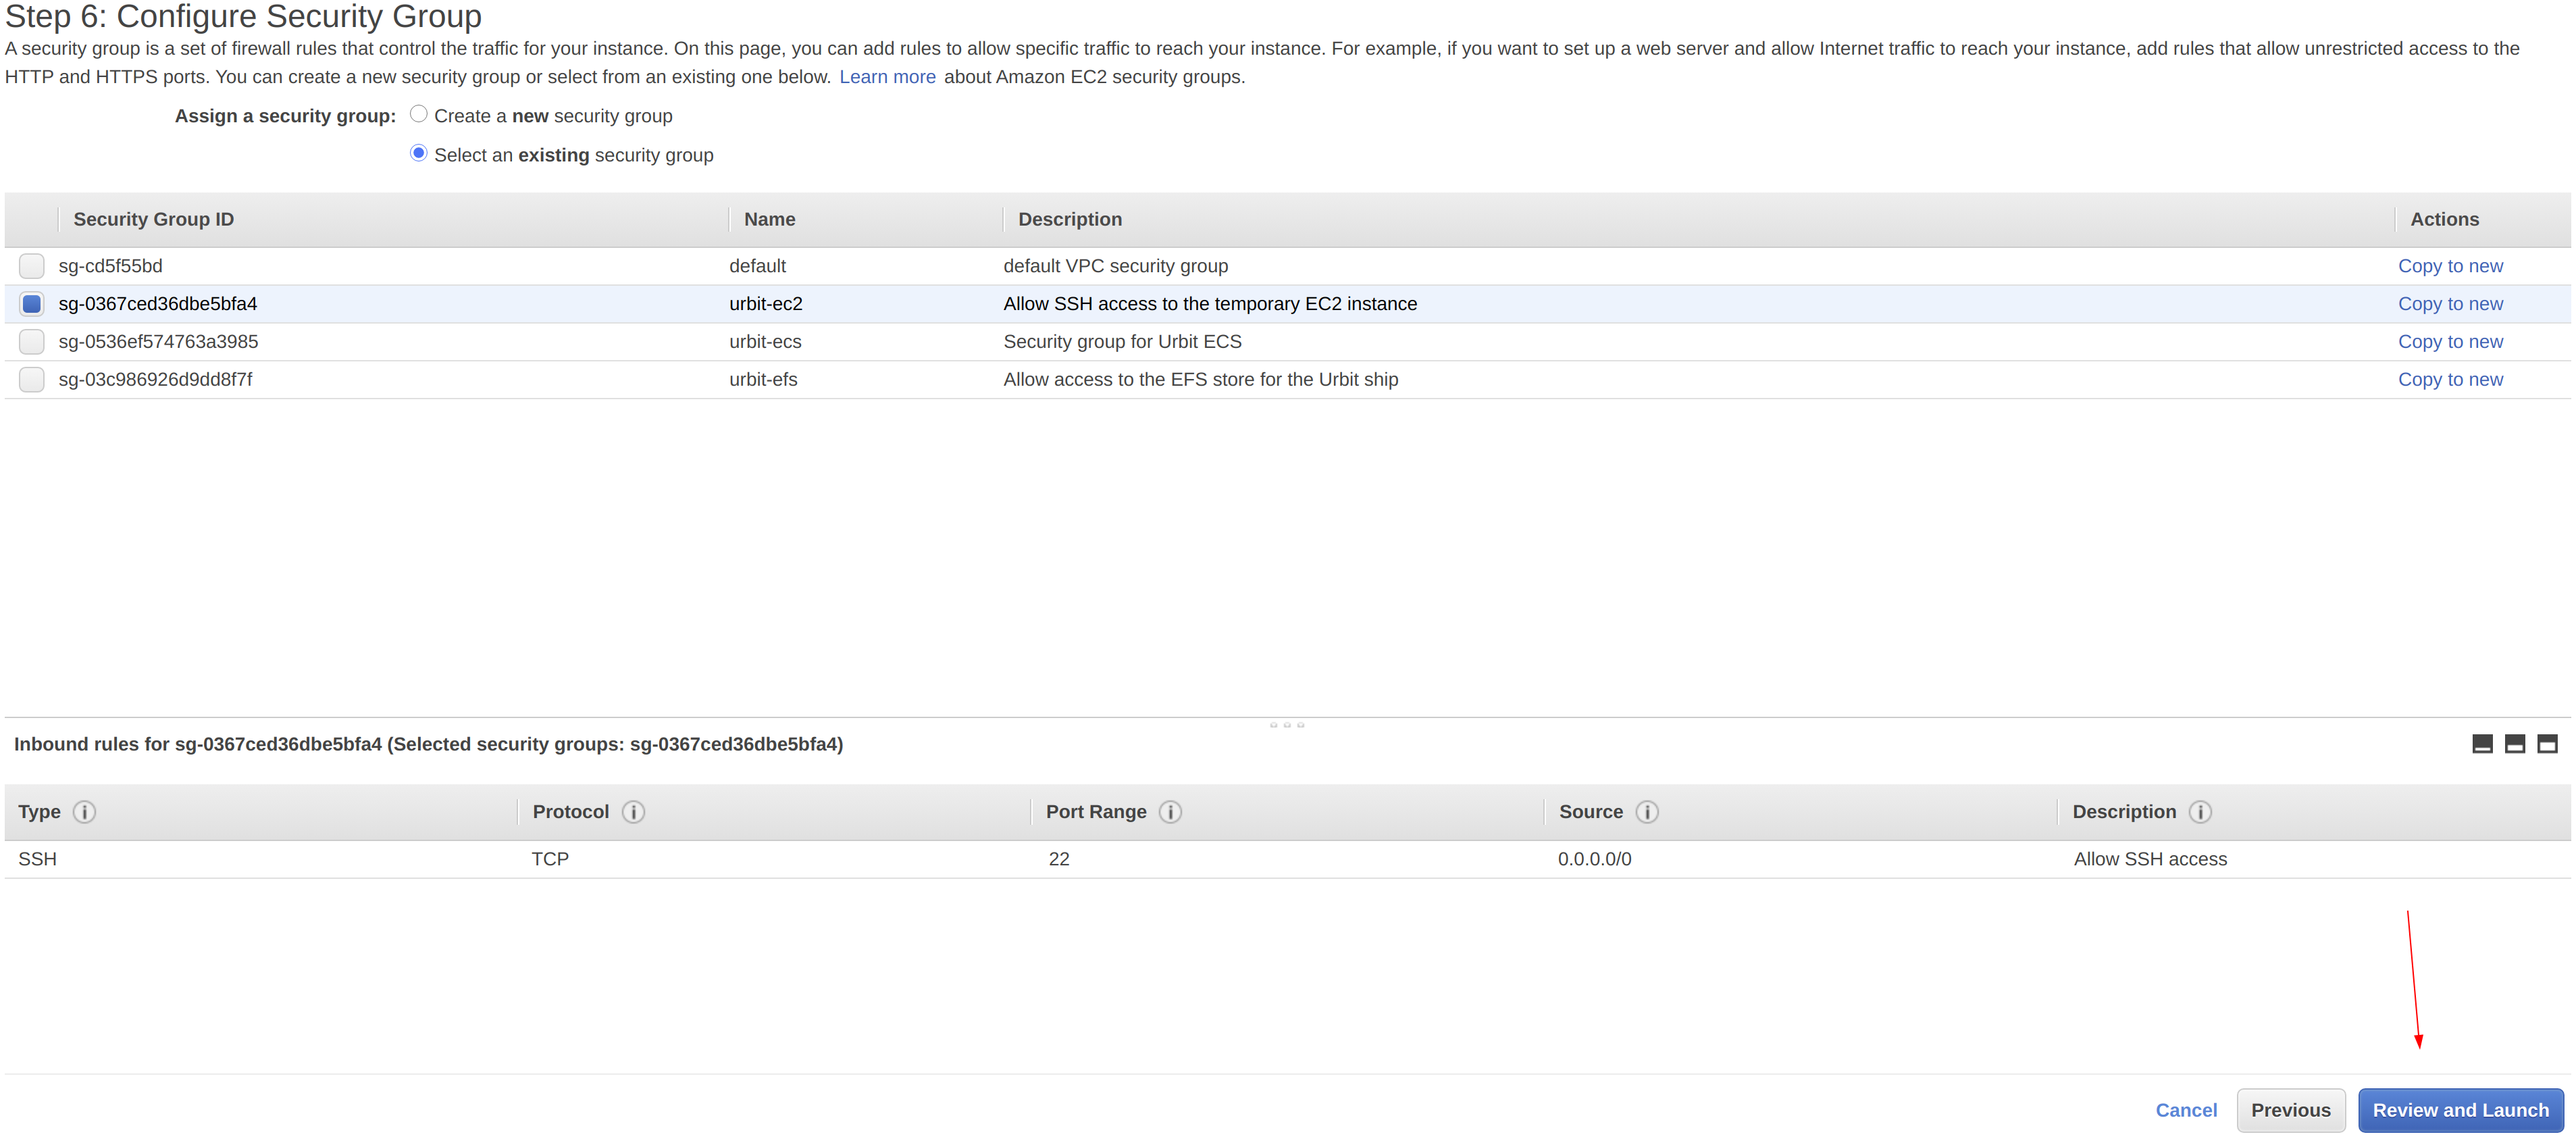 Step 6: Configure Security Group
A security group is a set of firewall rules that control the traffic for your instance. On this page, you can add rules to allow specific traffic to reach your instance. For example, if you want to set up a web server and allow Internet traffic to reach your instance, add rules that allow unrestricted access to the
HTTP and HTTPS ports. You can create a new security group or select from an existing one below. Learn more about Amazon EC2 security groups.
Assign a security group: Create a new security group
Select an existing security group
Security Group ID Name Description Actions
sg-cd5f55bd default default VPC security group Copy to new
sg-0367ced36dbe5bfa4 urbit-ec2 Allow SSH access to the temporary EC2 instance Copy to new
sg-0536ef574763a3985 urbit-ecs Security group for Urbit ECS Copy to new
sg-03c986926d9dd8f7f urbit-efs Allow access to the EFS store for the Urbit ship Copy to new
Inbound rules for sg-0367ced36dbe5bfa4 (Selected security groups: sg-0367ced36dbe5bfa4)
Type i Protocol i Port Range i Source i Description i
SSH TCP 22 0.0.0.0/0 Allow SSH access
Cancel Previous Review and Launch